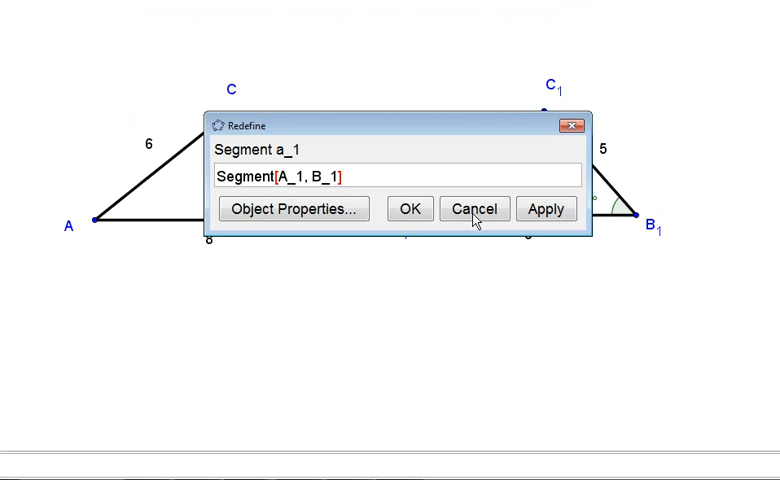 C
C1
Redefine
6
Segment a_1
5
Segment[A_1, B_1]
Object Properties...
OK
Cancel
Apply
°
A
B1
8